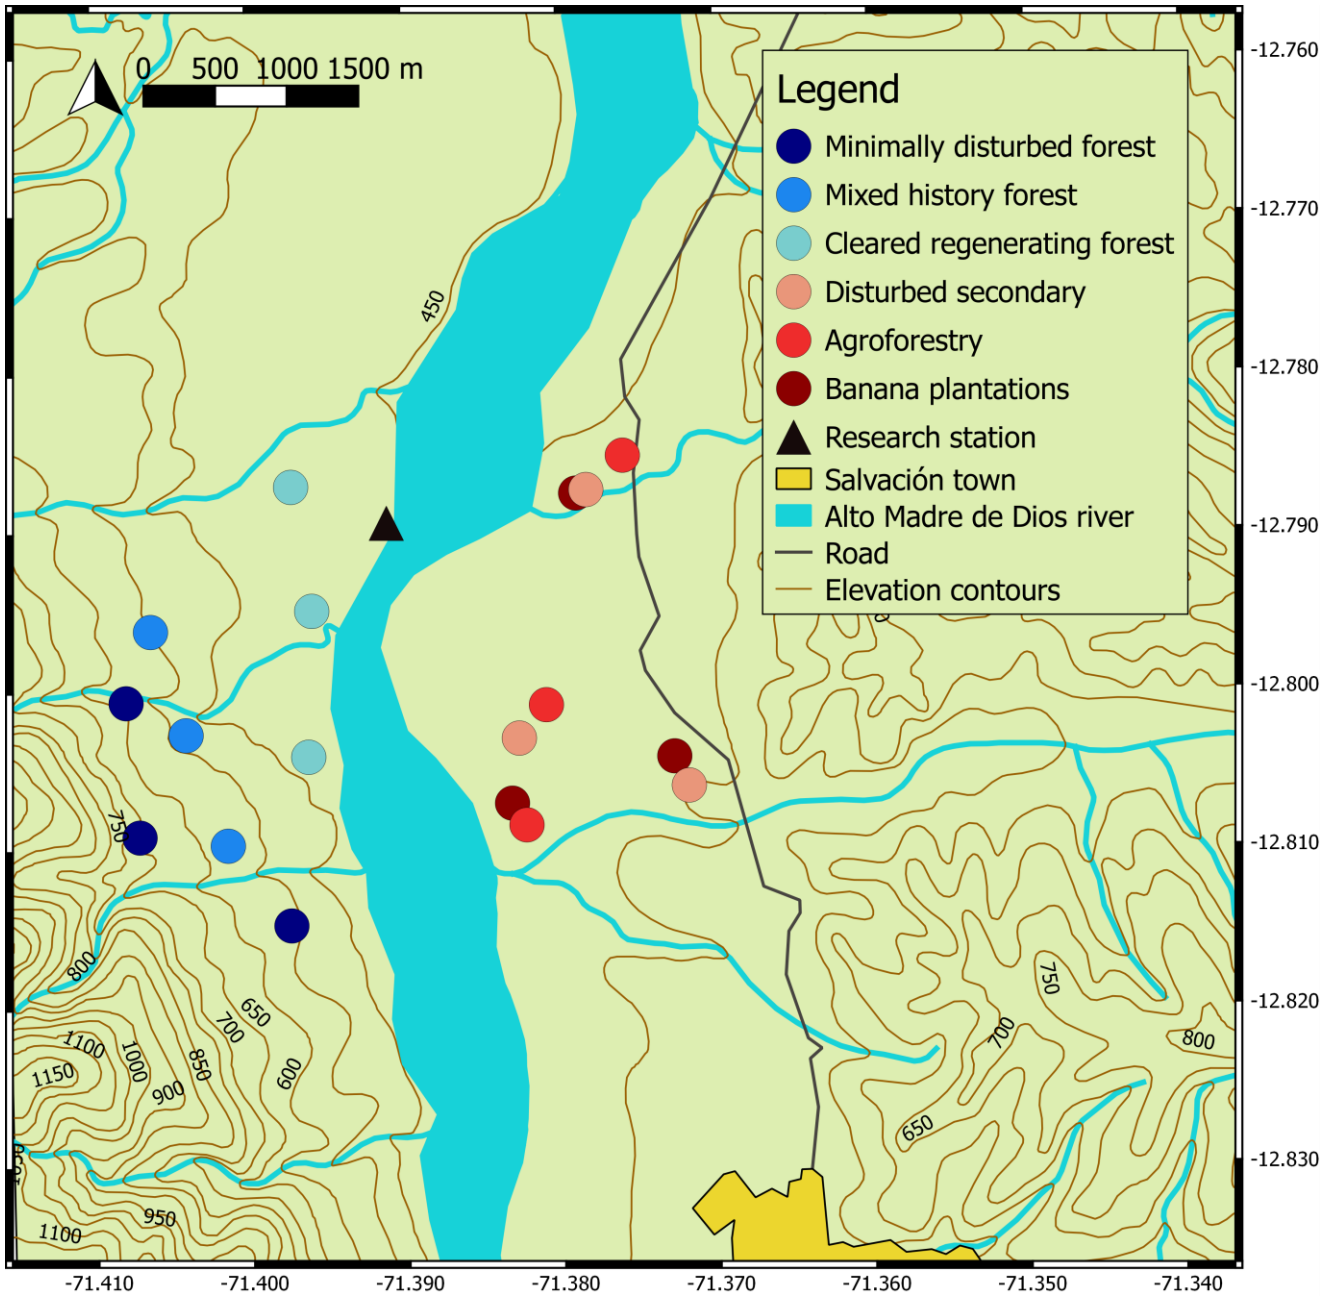 0 500 1000 1500 m
Legend
Minimally disturbed forest
Mixed history forest
Cleared regenerating forest
Disturbed secondary
Agroforestry
Banana plantations
Research station
Salvación town
Alto Madre de Dios river
Road
Elevation contours
450
750
800
650
700
600
850
1000
900
1100
1150
950
1100
750
700
800
650
-12.760
-12.770
-12.780
-12.790
-12.800
-12.810
-12.820
-12.830
-71.410
-71.400
-71.390
-71.380
-71.370
-71.360
-71.350
-71.340